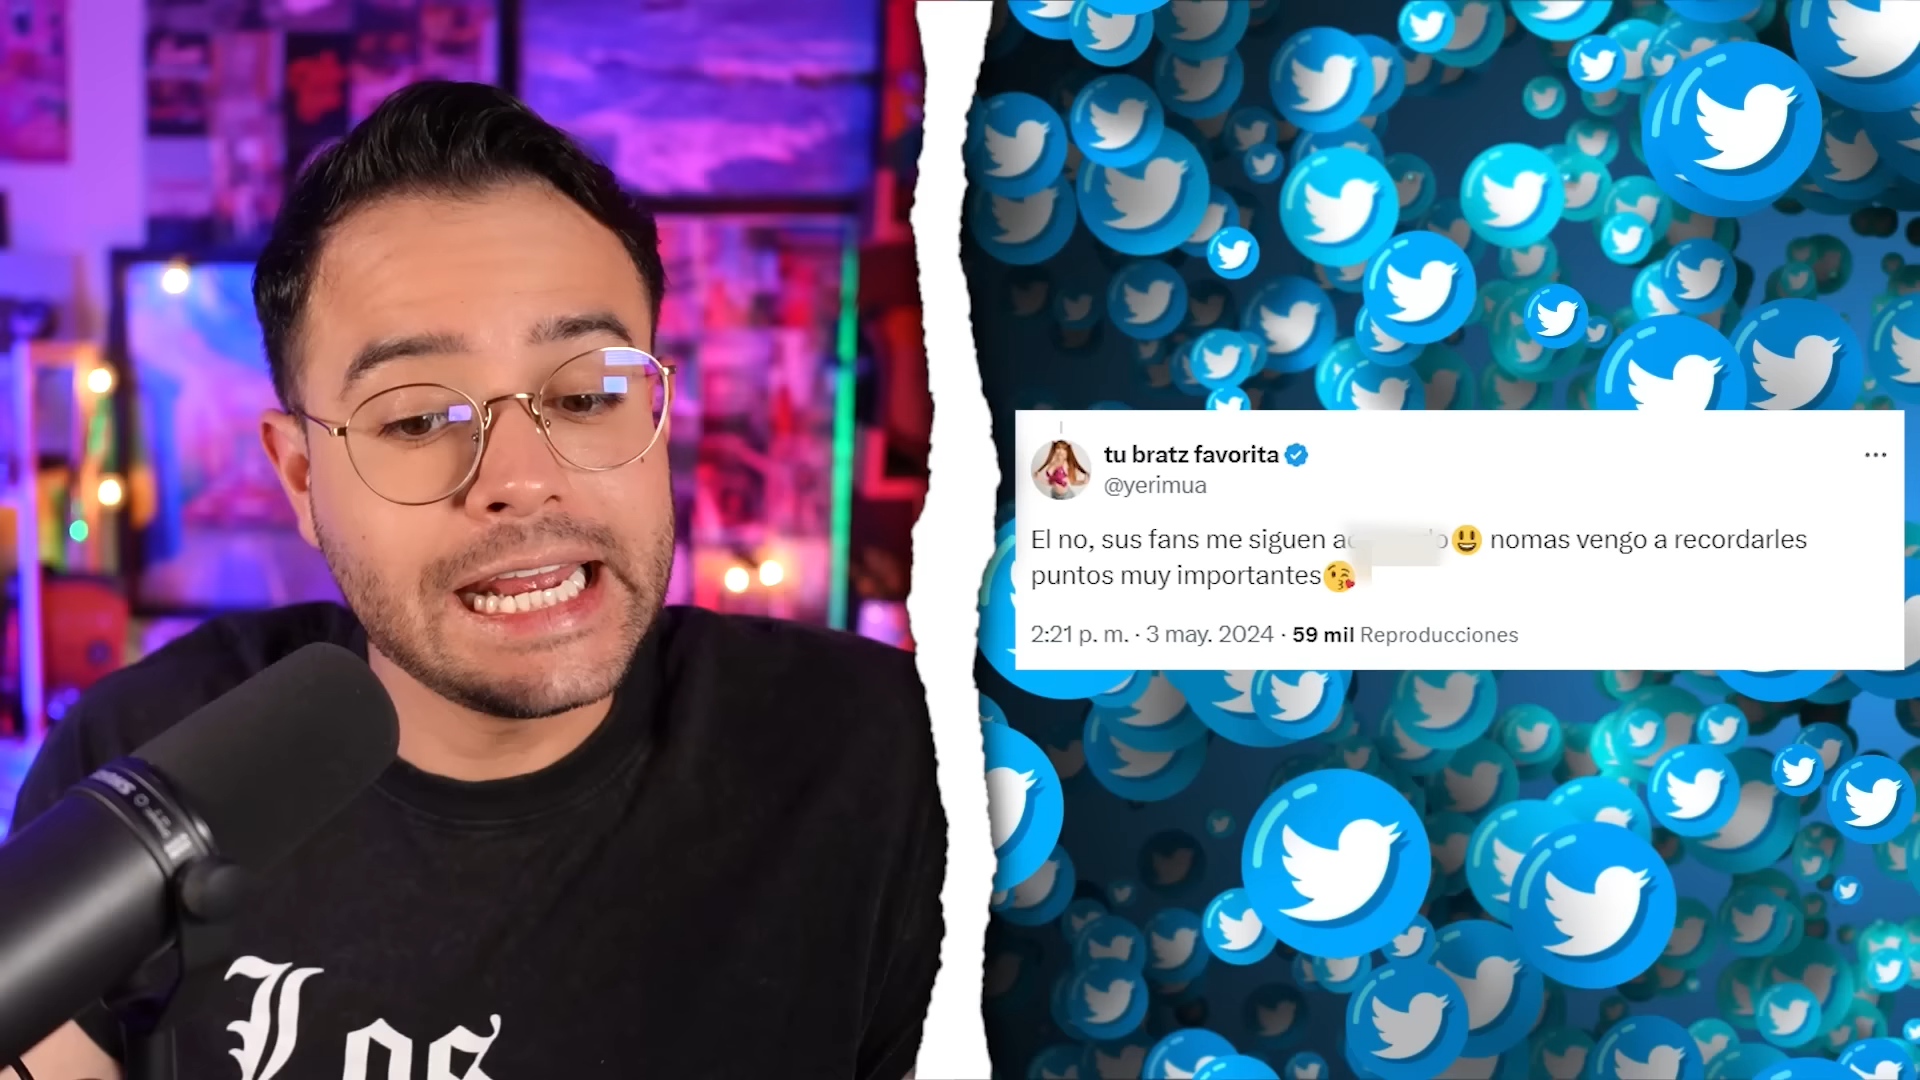 tu bratz favorita
@yerimua
El no, sus fans me siguen 😃 nomas vengo a recordarles
puntos muy importantes😘
2:21 p. m. · 3 may. 2024 · 59 mil Reproducciones
Los